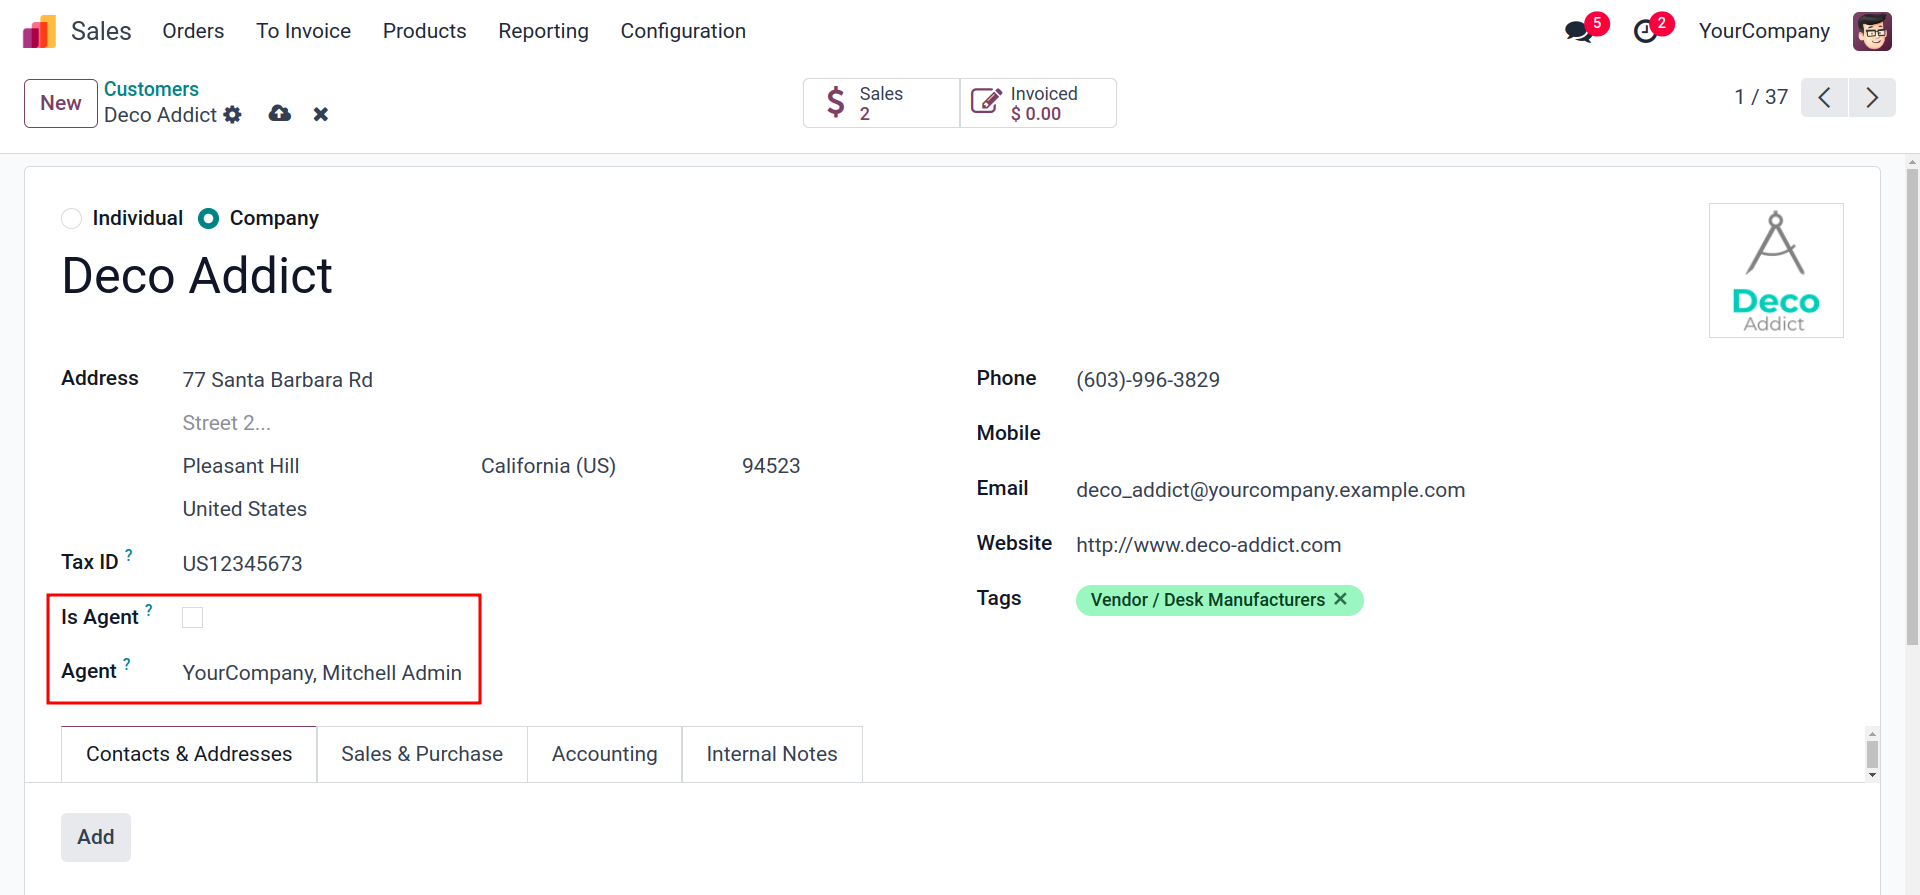 Sales Orders To Invoice Products Reporting Configuration 5 2 YourCompany
New Customers
Deco Addict
Sales
2
Invoiced
$ 0.00
1 / 37
Individual Company
Deco Addict
Deco
Addict
Address 77 Santa Barbara Rd
Street 2...
Pleasant Hill California (US) 94523
United States
Tax ID ? US12345673
Is Agent ?
Agent ? YourCompany, Mitchell Admin
Phone (603)-996-3829
Mobile
Email deco_addict@yourcompany.example.com
Website http://www.deco-addict.com
Tags Vendor / Desk Manufacturers
Contacts & Addresses Sales & Purchase Accounting Internal Notes
Add